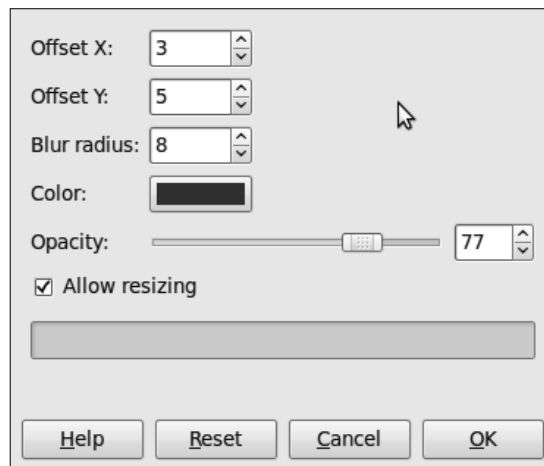 Offset X: 3
Offset Y: 5
Blur radius: 8
Color:
Opacity: 77
Allow resizing
Help Reset Cancel OK